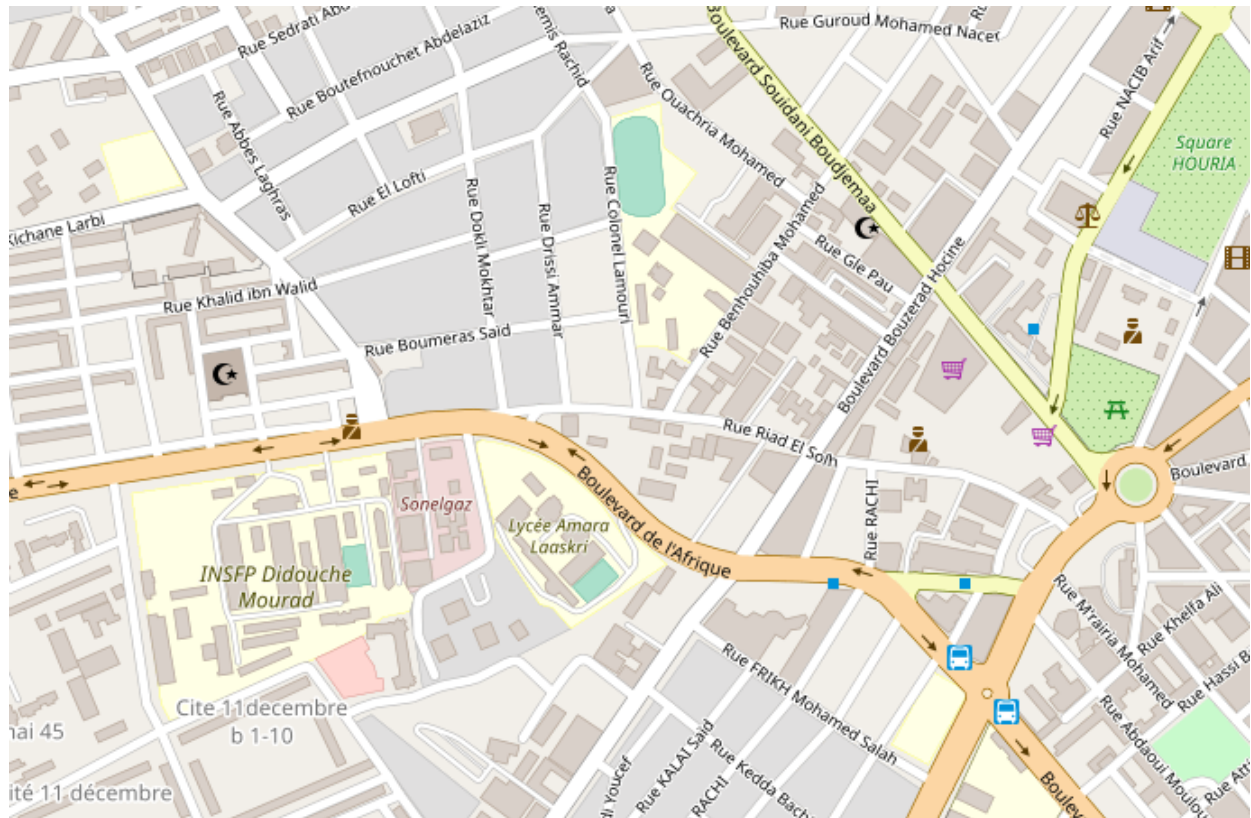 Rue Guroud Mohamed Nacer
Rue Sedrati Abd
emis Rachid
Boulevard Souidani Boudjemaa
Rue Boutefnouchet Abdelaziz
Rue Ouachria Mohamed
Rue NACIB Arif
Rue Abbes Laghras
Square
HOURIA
Rue El Lofti
Kichane Larbi
Rue Dokli Mokhtar
Rue Drissi Ammar
Rue Colonel Lamouri
Rue Benhouhiba Mohamed
Rue Gle Pau
Boulevard Bouzerad Hocine
Rue Khalid ibn Walid
Rue Boumeras Said
Rue Riad El Solh
Boulevard
Sonelgaz
Lycée Amara
Laaskri
Boulevard de l'Afrique
Rue RACHI
INSFP Didouche
Mourad
Rue M'rairia Mohamed
Rue Khelfa Ali
Rue Hassi B
Rue FRIKH Mohamed Salah
Cite 11decembre
b 1-10
nai 45
Rue KALAI Said
Rue Kedda Bach
Rue Abdaoui Moulou
Rue Atti
di Youcef
RACHI
ité 11 décembre
Boulev